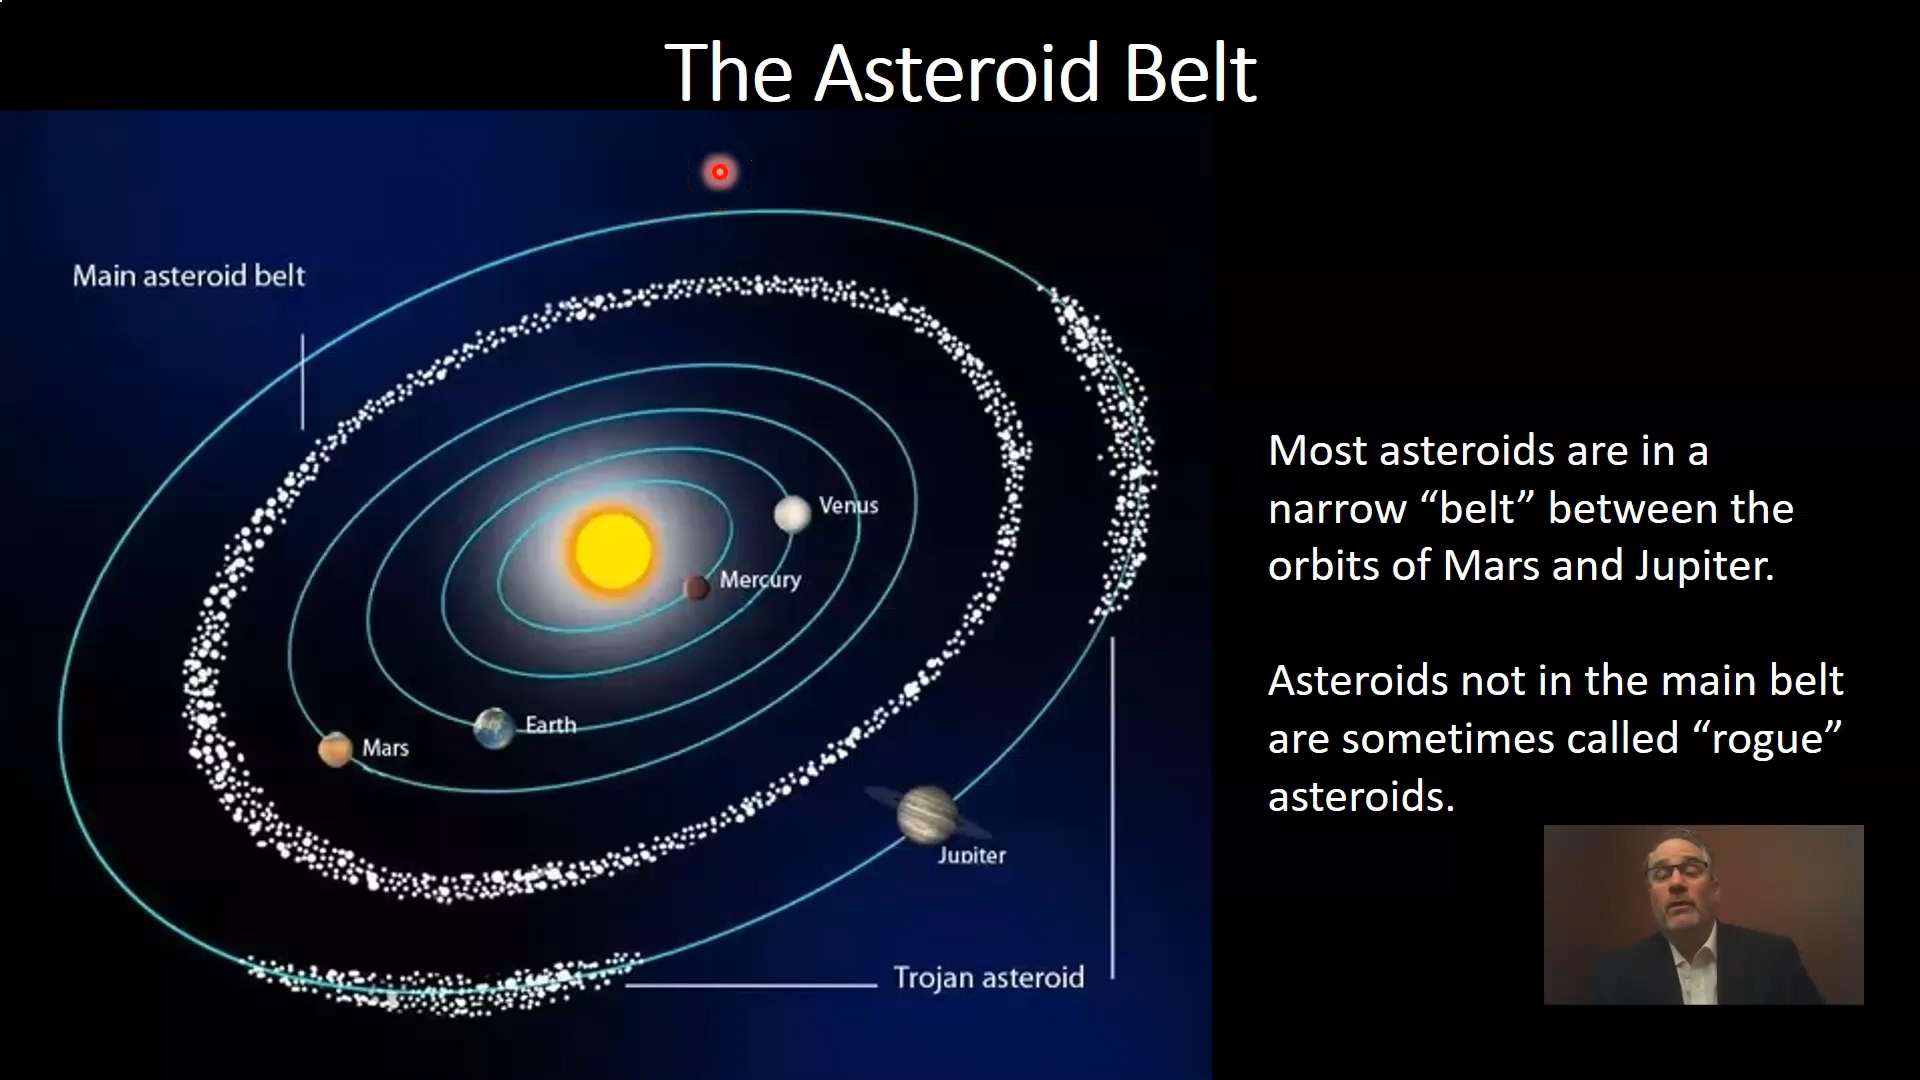 The Asteroid Belt
Main asteroid belt
Venus
Mercury
Earth
Mars
Jupiter
Trojan asteroid
Most asteroids are in a
narrow “belt” between the
orbits of Mars and Jupiter.
Asteroids not in the main belt
are sometimes called “rogue”
asteroids.